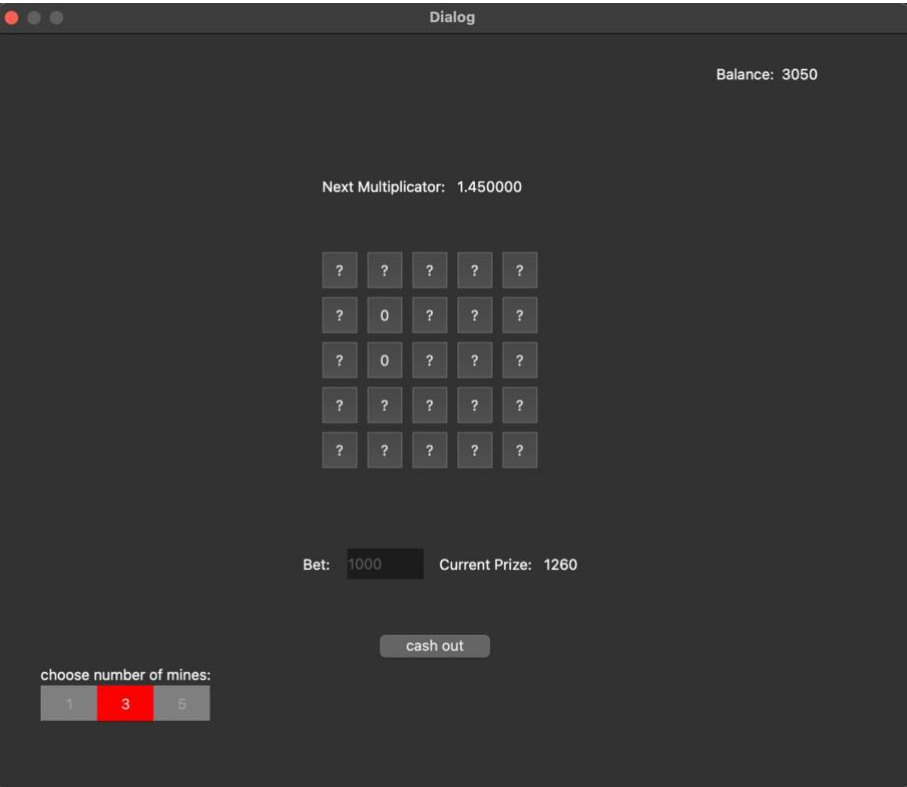 Dialog
Balance: 3050
Next Multiplicator: 1.450000
? ? ? ? ?
? 0 ? ? ?
? 0 ? ? ?
? ? ? ? ?
? ? ? ? ?
Bet: 1000 Current Prize: 1260
cash out
choose number of mines:
1 3 5